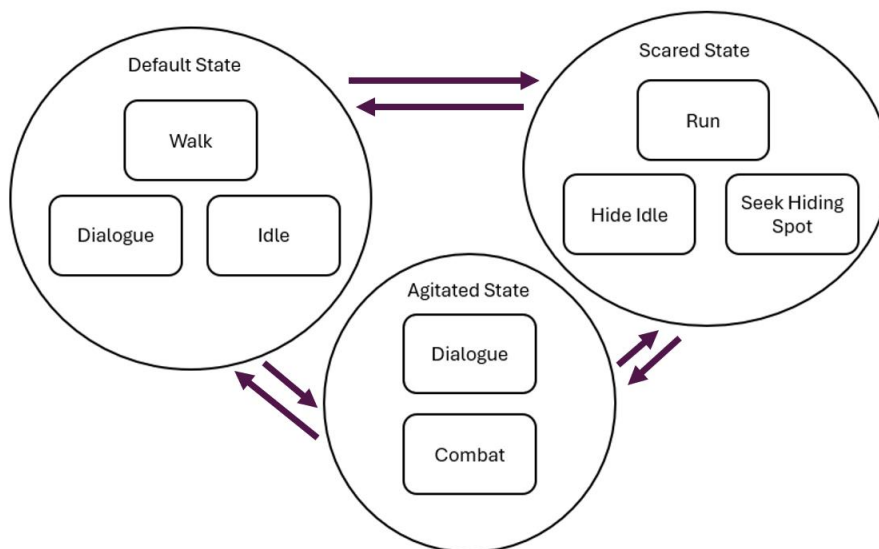 Default State
Walk
Dialogue
Idle
Scared State
Run
Hide Idle
Seek Hiding
Spot
Agitated State
Dialogue
Combat